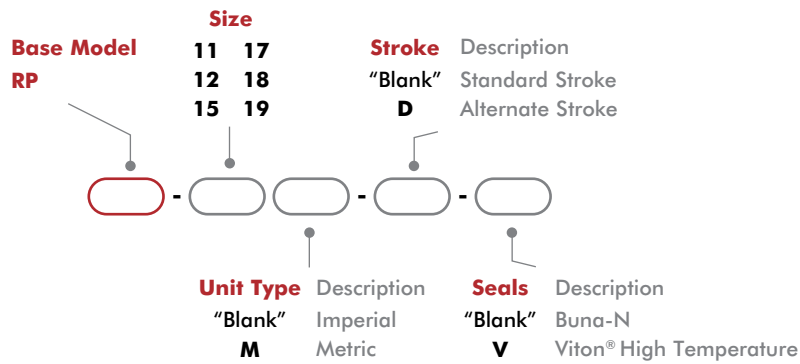 Size
Base Model
RP
11 17
12 18
15 19
Stroke Description
“Blank” Standard Stroke
D Alternate Stroke
- - -
Unit Type Description
“Blank” Imperial
M Metric
Seals Description
“Blank” Buna-N
V Viton® High Temperature